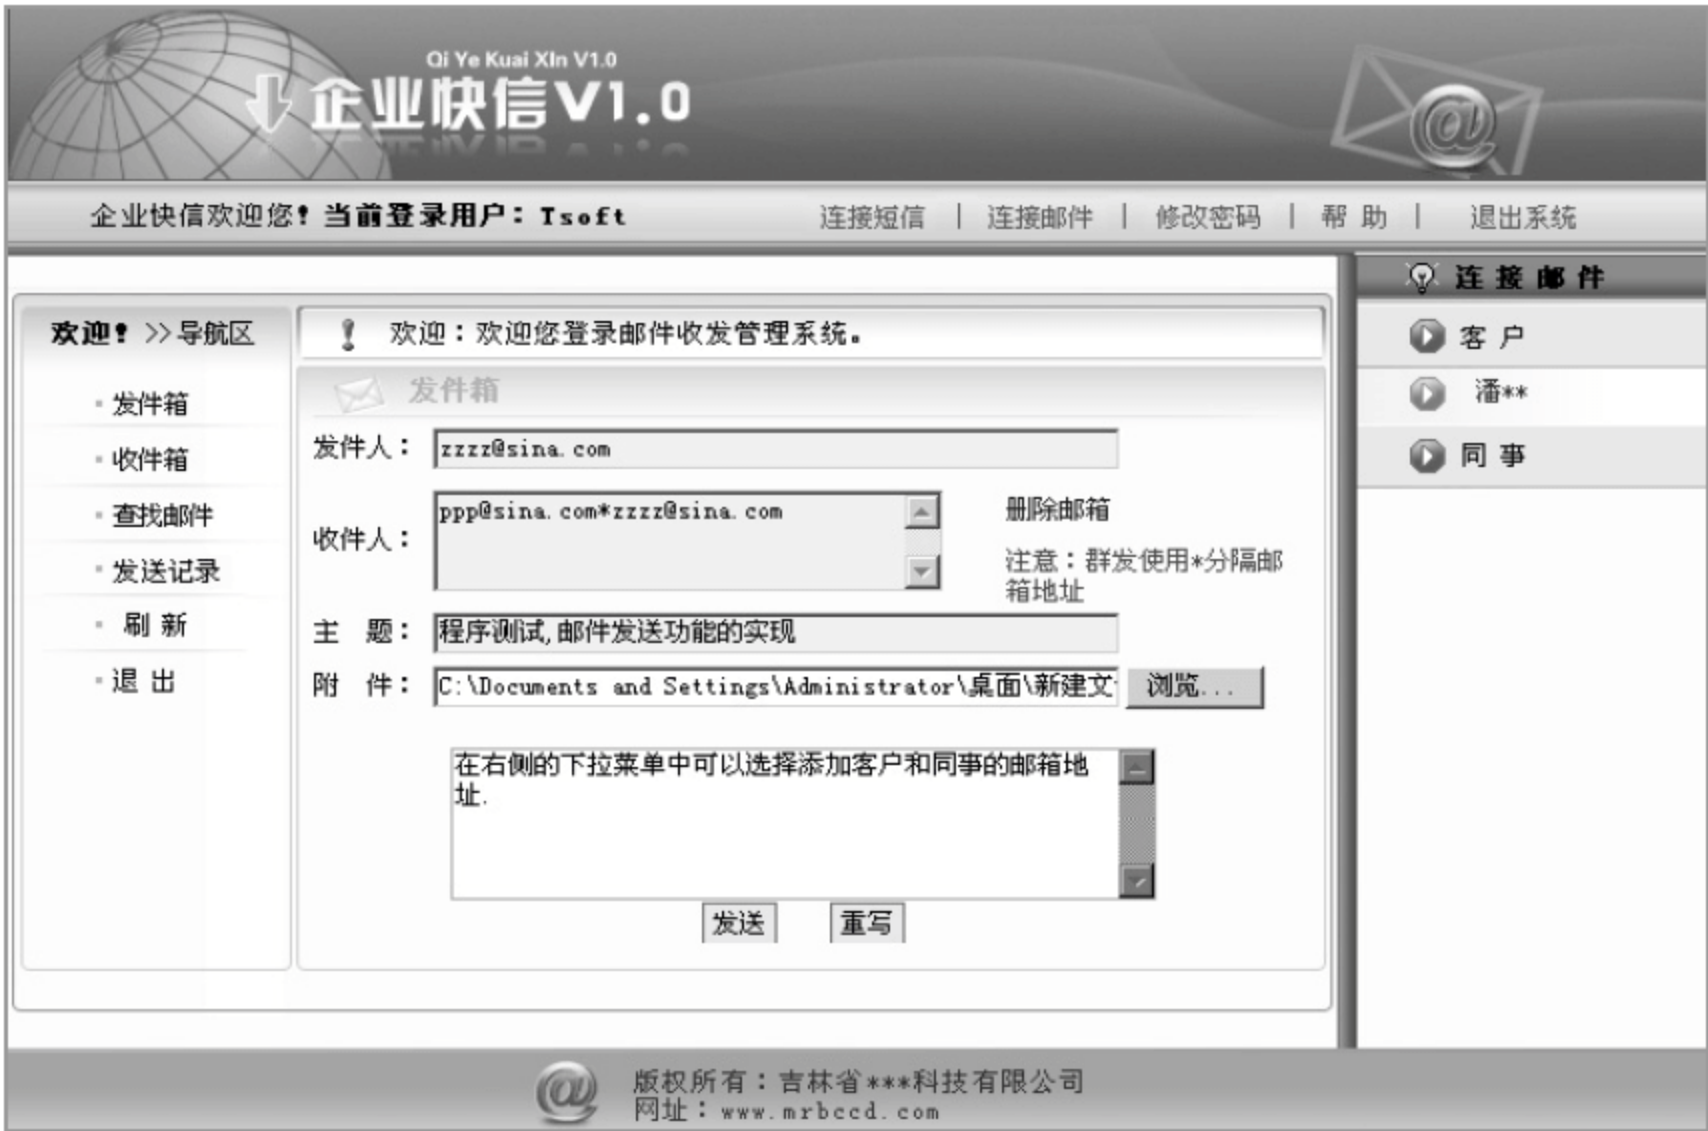 Qi Ye Kuai XIn V1.0
企业快信V1.0
企业快信欢迎您! 当前登录用户：Tsoft
连接短信 | 连接邮件 | 修改密码 | 帮 助 | 退出系统
欢迎! >>导航区
发件箱
收件箱
查找邮件
发送记录
刷 新
退 出
欢迎：欢迎您登录邮件收发管理系统。
发件箱
发件人： zzzz@sina.com
收件人： ppp@sina.com*zzzz@sina.com
删除邮箱
注意：群发使用*分隔邮
箱地址
主 题： 程序测试,邮件发送功能的实现
附 件： C:\Documents and Settings\Administrator\桌面\新建文 浏览...
在右侧的下拉菜单中可以选择添加客户和同事的邮箱地
址.
发送 重写
连 接 邮 件
客 户
潘**
同 事
@ 版权所有：吉林省***科技有限公司
网址：www.mrbccd.com